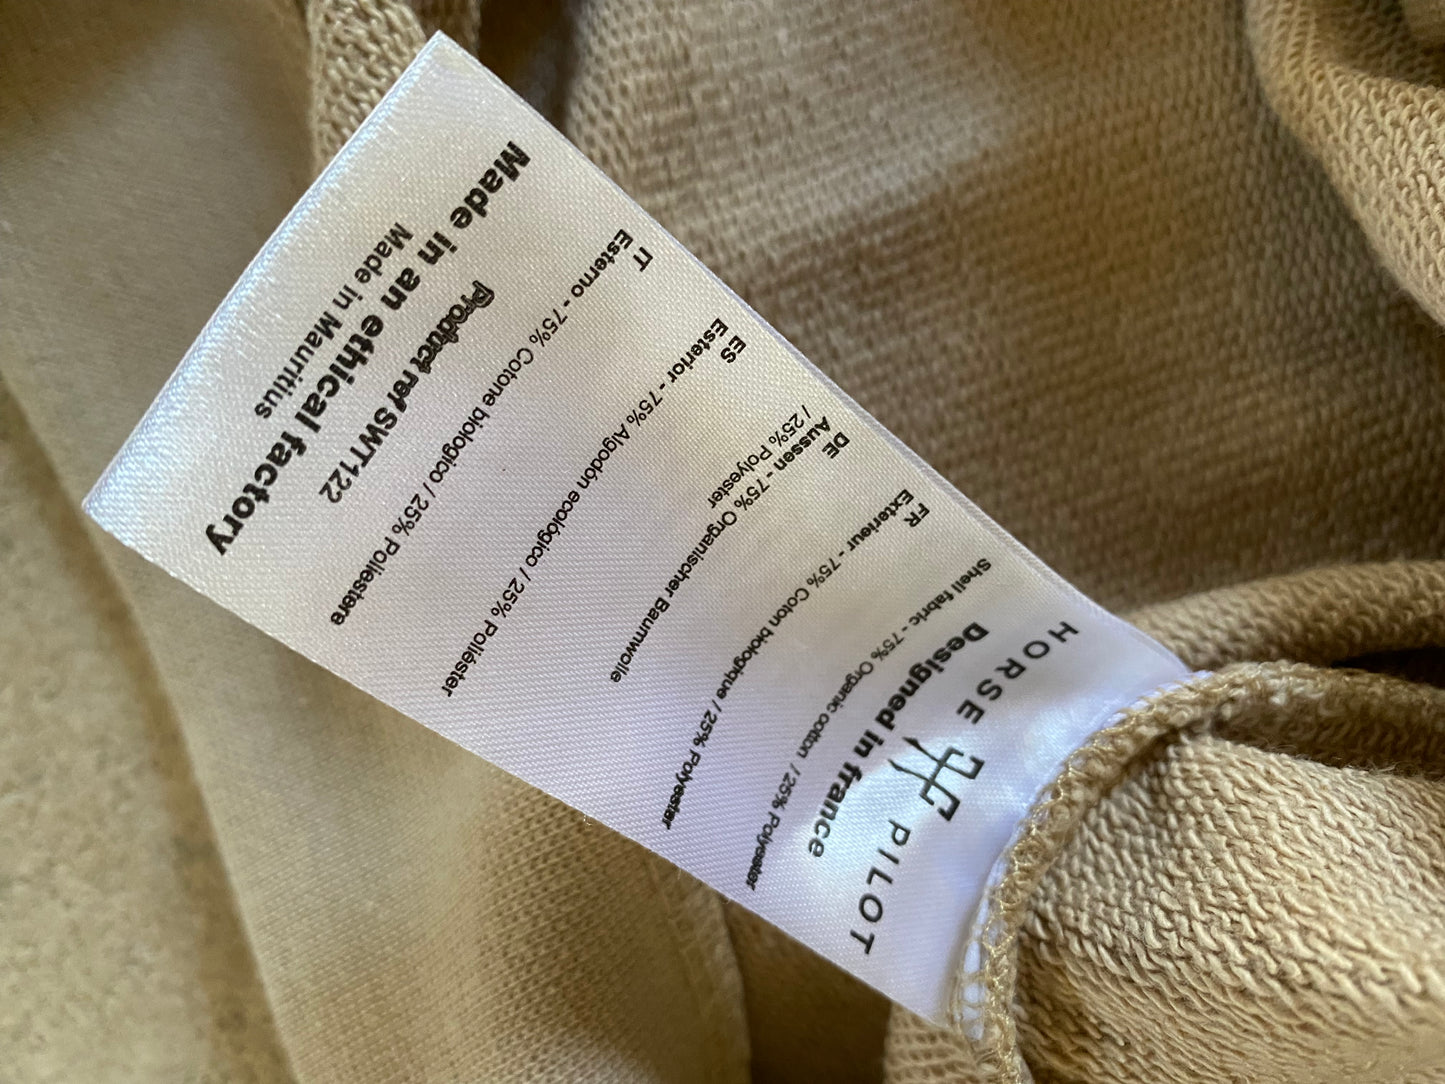 HORSE PILOT
Designed in france
Shell fabric - 75% Organic cotton / 25% Polyester
FR
Exterieur - 75% Coton biologique / 25% Polyester
DE
Aussen - 75% Organischer Baumwolle
/ 25% Polyester
ES
Esterior - 75% Algodón ecológico / 25% Poliéster
IT
Esterno - 75% Cotone biologico / 25% Poliestere
Product ref SWT122
Made in an ethical factory
Made in Mauritius